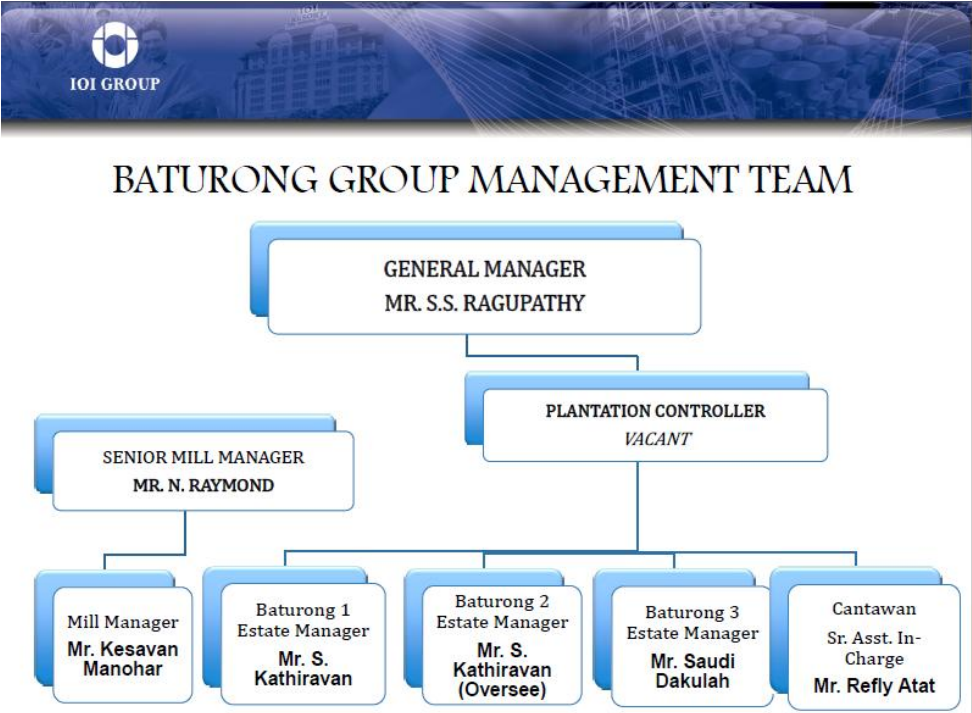 IOI GROUP
BATURONG GROUP MANAGEMENT TEAM
GENERAL MANAGER
MR. S.S. RAGUPATHY
PLANTATION CONTROLLER
VACANT
SENIOR MILL MANAGER
MR. N. RAYMOND
Mill Manager
Mr. Kesavan
Manohar
Baturong 1
Estate Manager
Mr. S.
Kathiravan
Baturong 2
Estate Manager
Mr. S.
Kathiravan
(Oversee)
Baturong 3
Estate Manager
Mr. Saudi
Dakulah
Cantawan
Sr. Asst. In-
Charge
Mr. Refly Atat